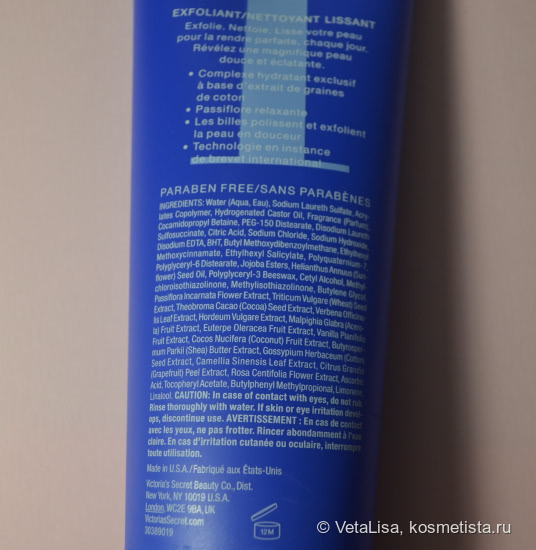 EXFOLIANT/NETTOYANT LISSANT
Exfolie. Nettoie. Lisse votre peau
pour la rendre parfaite, chaque jour.
Révélez une magnifique peau
douce et éclatante.
• Complexe hydratant exclusif
à base d'extrait de graines
de coton
• Passiflore relaxante
• Les billes polissent et exfolient
la peau en douceur
• Technologie en instance
de brevet international
PARABEN FREE/SANS PARABÈNES
INGREDIENTS: Water (Aqua, Eau), Sodium Laureth Sulfate, Acry-
lates Copolymer, Hydrogenated Castor Oil, Fragrance (Parfum),
Cocamidopropyl Betaine, PEG-150 Distearate, Disodium Laureth
Sulfosuccinate, Citric Acid, Sodium Chloride, Sodium Hydroxide,
Disodium EDTA, BHT, Butyl Methoxydibenzoylmethane, Ethylhexyl
Methoxycinnamate, Ethylhexyl Salicylate, Polyquaternium-7,
Polyglyceryl-6 Distearate, Jojoba Esters, Helianthus Annuus (Sun-
flower) Seed Oil, Polyglyceryl-3 Beeswax, Cetyl Alcohol, Methyl-
chloroisothiazolinone, Methylisothiazolinone, Butylene Glycol,
Passiflora Incarnata Flower Extract, Triticum Vulgare (Wheat) Seed
Extract, Theobroma Cacao (Cocoa) Seed Extract, Verbena Officina-
lis Leaf Extract, Hordeum Vulgare Extract, Malpighia Glabra (Acero-
la) Fruit Extract, Euterpe Oleracea Fruit Extract, Vanilla Planifolia
Fruit Extract, Cocos Nucifera (Coconut) Fruit Extract, Butyrosper-
mum Parkii (Shea) Butter Extract, Gossypium Herbaceum (Cotton)
Seed Extract, Camellia Sinensis Leaf Extract, Citrus Grandis
(Grapefruit) Peel Extract, Rosa Centifolia Flower Extract, Ascorbic
Acid, Tocopheryl Acetate, Butylphenyl Methylpropional, Limonene,
Linalool. CAUTION: In case of contact with eyes, do not rub.
Rinse thoroughly with water. If skin or eye irritation devel-
ops, discontinue use. AVERTISSEMENT : En cas de contact
avec les yeux, ne pas frotter. Rincer abondamment à l'eau
claire. En cas d'irritation cutanée ou oculaire, interrompre
toute utilisation.
Made in U.S.A./Fabriqué aux États-Unis
Victoria's Secret Beauty Co., Dist.
New York, NY 10019 U.S.A.
London, WC2E 9BA, UK
VictoriasSecret.com
30389019
12M
© VetaLisa, kosmetista.ru